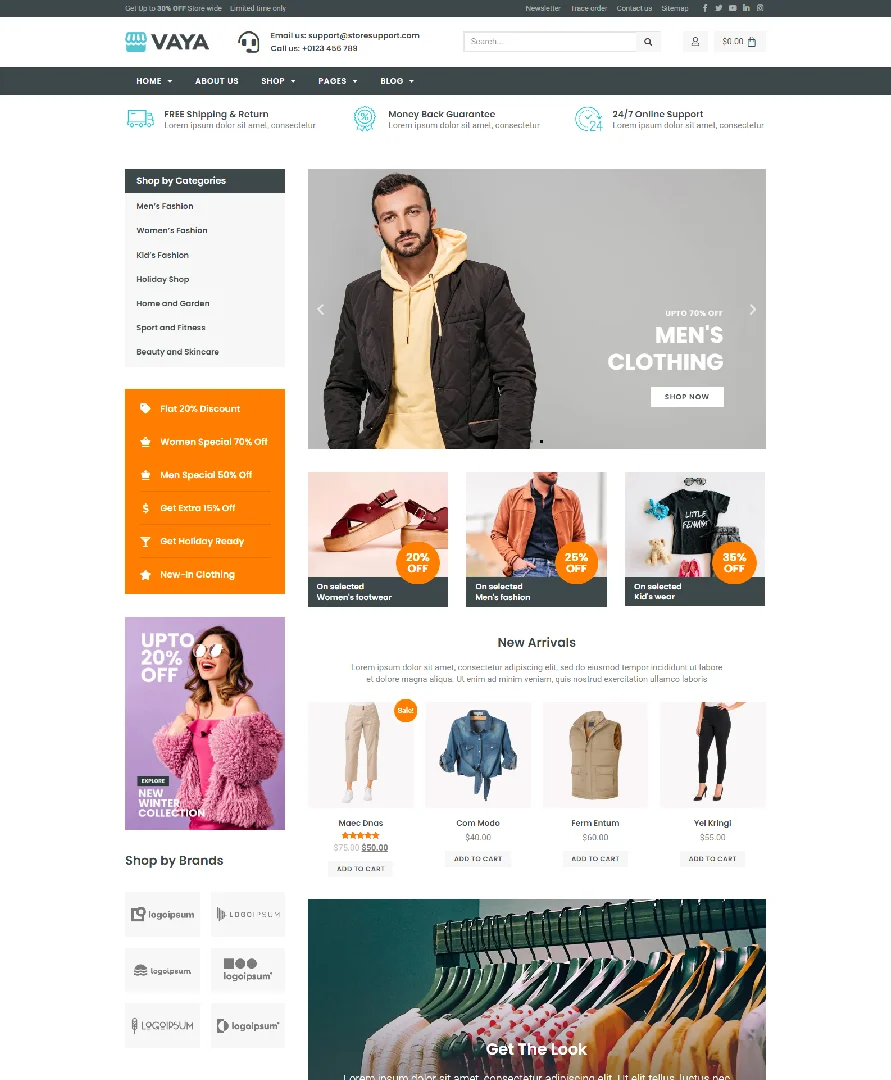 Get Up to 30% OFF Store wide   Limited time only
Newsletter   Trace order   Contact us   Sitemap
VAYA
Email us: support@storesupport.com
Call us: +0123 456 789
Search...
$0.00
HOME   ABOUT US   SHOP   PAGES   BLOG
FREE Shipping & Return
Lorem ipsum dolor sit amet, consectetur
Money Back Guarantee
Lorem ipsum dolor sit amet, consectetur
24/7 Online Support
Lorem ipsum dolor sit amet, consectetur
24
Shop by Categories
Men's Fashion
Women's Fashion
Kid's Fashion
Holiday Shop
Home and Garden
Sport and Fitness
Beauty and Skincare
UPTO 70% OFF
MEN'S
CLOTHING
SHOP NOW
Flat 20% Discount
Women Special 70% Off
Men Special 50% Off
Get Extra 15% Off
Get Holiday Ready
New-In Clothing
20%
OFF
On selected
Women's footwear
25%
OFF
On selected
Men's fashion
LITTLE
FEMINIST
35%
OFF
On selected
Kid's wear
UPTO
20%
OFF
EXPLORE
NEW
WINTER
COLLECTION
New Arrivals
Lorem ipsum dolor sit amet, consectetur adipiscing elit, sed do eiusmod tempor incididunt ut labore
et dolore magna aliqua. Ut enim ad minim veniam, quis nostrud exercitation ullamco laboris
Sale!
Maec Dnas
$75.00 $50.00
ADD TO CART
Com Modo
$40.00
ADD TO CART
Ferm Entum
$60.00
ADD TO CART
Yel Kringl
$55.00
ADD TO CART
Shop by Brands
logoipsum
LOGOIPSUM
logoipsum
logoipsum
LOGOIPSUM
logoipsum
Get The Look
Lorem ipsum dolor sit amet, consectetur adipiscing elit. Ut elit tellus, luctus nec